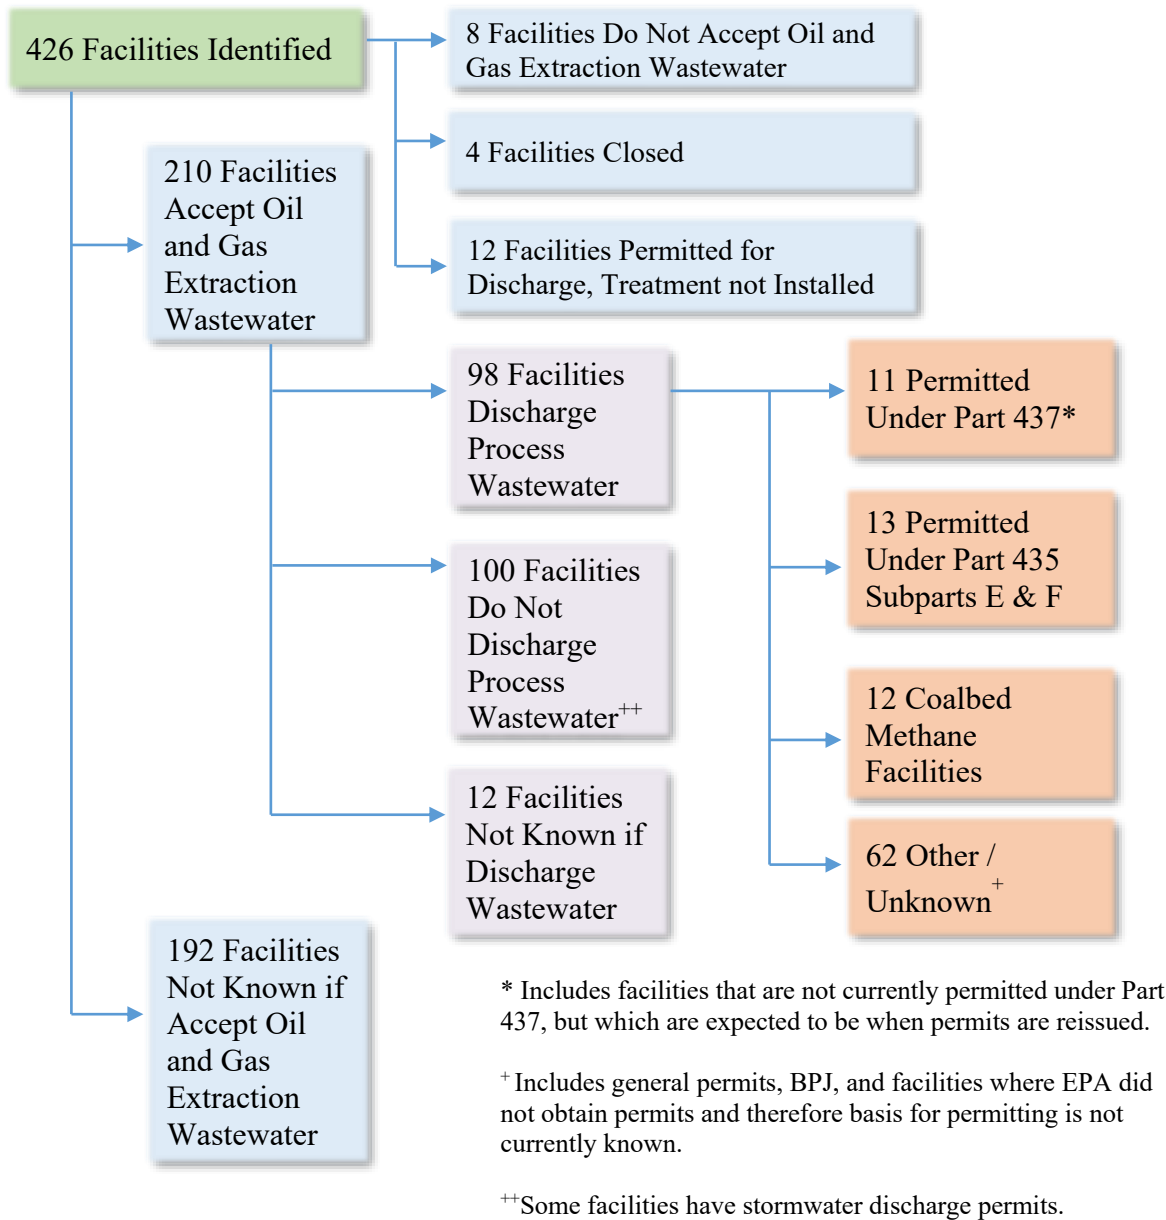 426 Facilities Identified
8 Facilities Do Not Accept Oil and
Gas Extraction Wastewater
4 Facilities Closed
12 Facilities Permitted for
Discharge, Treatment not Installed
210 Facilities
Accept Oil
and Gas
Extraction
Wastewater
98 Facilities
Discharge
Process
Wastewater
100 Facilities
Do Not
Discharge
Process
Wastewater++
12 Facilities
Not Known if
Discharge
Wastewater
11 Permitted
Under Part 437*
13 Permitted
Under Part 435
Subparts E & F
12 Coalbed
Methane
Facilities
62 Other /
Unknown+
192 Facilities
Not Known if
Accept Oil
and Gas
Extraction
Wastewater
* Includes facilities that are not currently permitted under Part
437, but which are expected to be when permits are reissued.
+ Includes general permits, BPJ, and facilities where EPA did
not obtain permits and therefore basis for permitting is not
currently known.
++Some facilities have stormwater discharge permits.